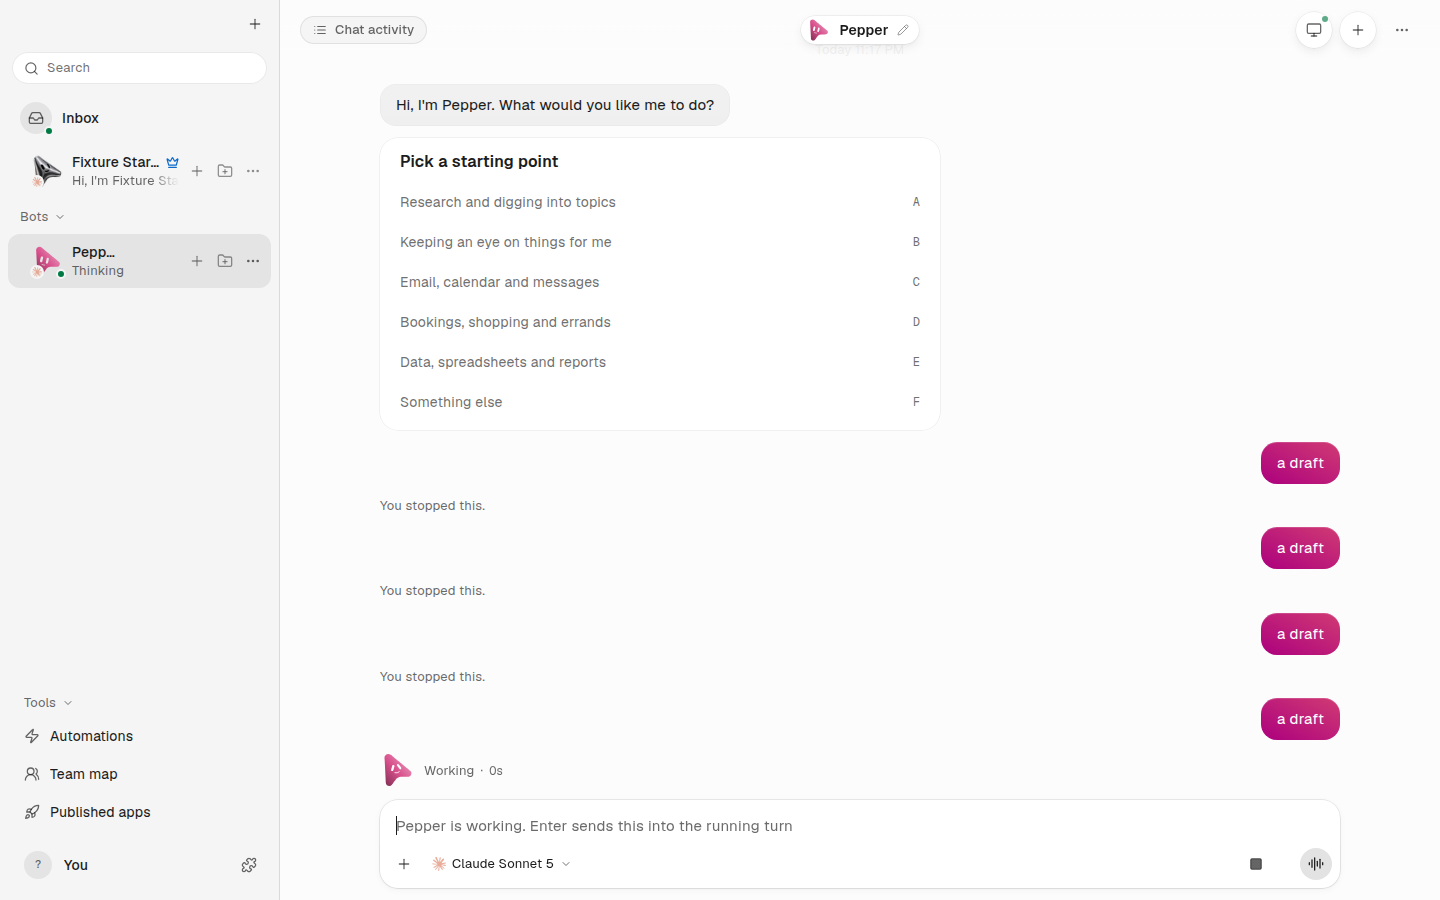 Search
Inbox
Fixture Star...
Hi, I'm Fixture Sta
Bots
Pepp...
Thinking
Tools
Automations
Team map
Published apps
?
You
Chat activity
Pepper
Today 11:17 PM
Hi, I'm Pepper. What would you like me to do?
Pick a starting point
Research and digging into topics A
Keeping an eye on things for me B
Email, calendar and messages C
Bookings, shopping and errands D
Data, spreadsheets and reports E
Something else F
a draft
You stopped this.
a draft
You stopped this.
a draft
You stopped this.
a draft
Working · 0s
Pepper is working. Enter sends this into the running turn
Claude Sonnet 5